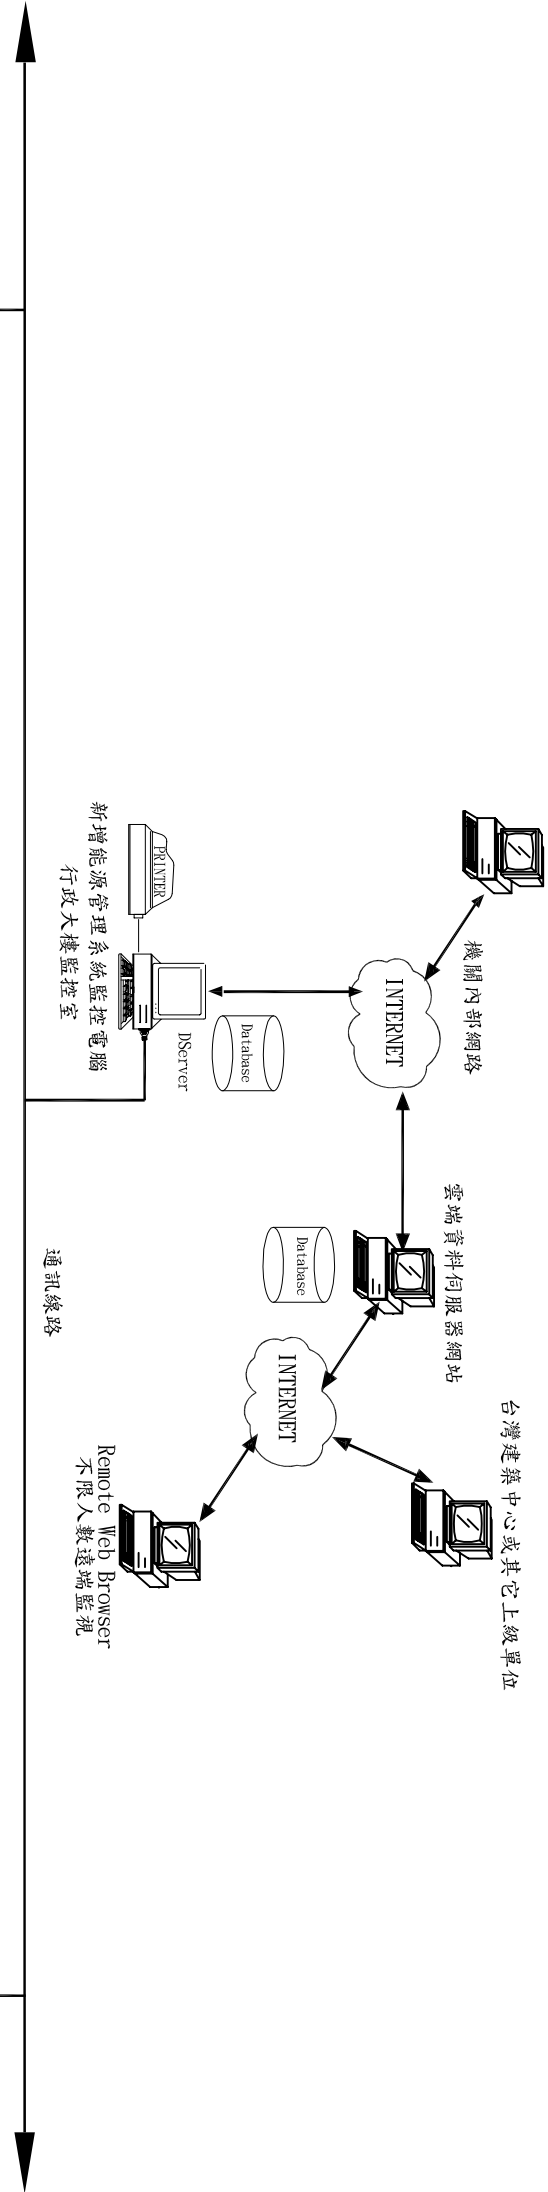 機關內部網路
INTERNET
雲端資料伺服器網站
台灣建築中心或其它上級單位
Database
DServer
PRINTER
新增能源管理系統監控電腦
行政大樓監控室
Database
INTERNET
Remote Web Browser
不限人數遠端監視
通訊線路